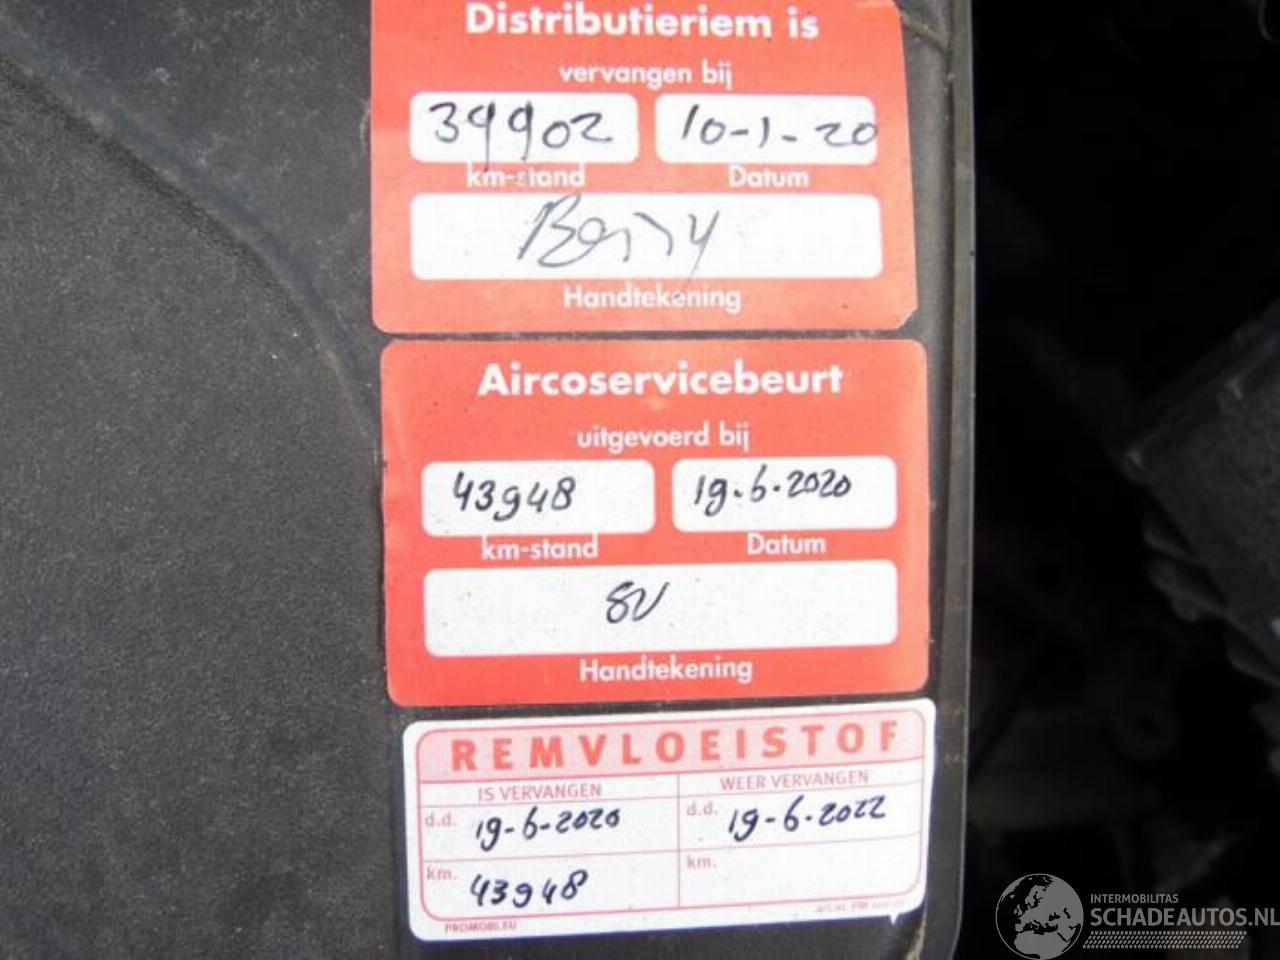 Distributieriem is
vervangen bij
39902 10-1-20
km-stand Datum
Handtekening
Aircoservicebeurt
uitgevoerd bij
43948 19-6-2020
km-stand Datum
SV
Handtekening
REMVLOEISTOF
IS VERVANGEN WEER VERVANGEN
d.d. 19-6-2020 d.d. 19-6-2022
km. 43948 km.
PROMOBI.EU
INTERMOBILITAS
SCHADEAUTOS.NL